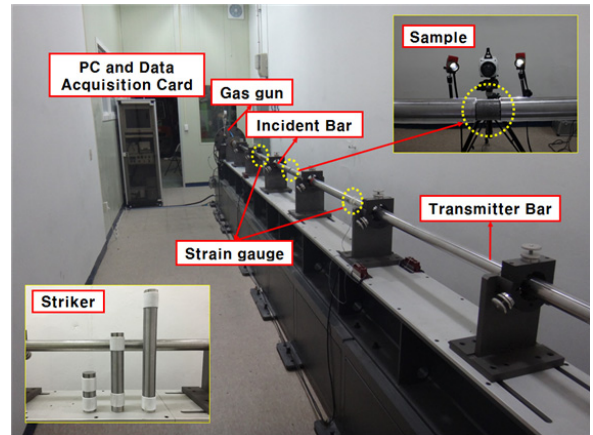 Sample
PC and Data
Acquisition Card
Gas gun
Incident Bar
Transmitter Bar
Strain gauge
Striker